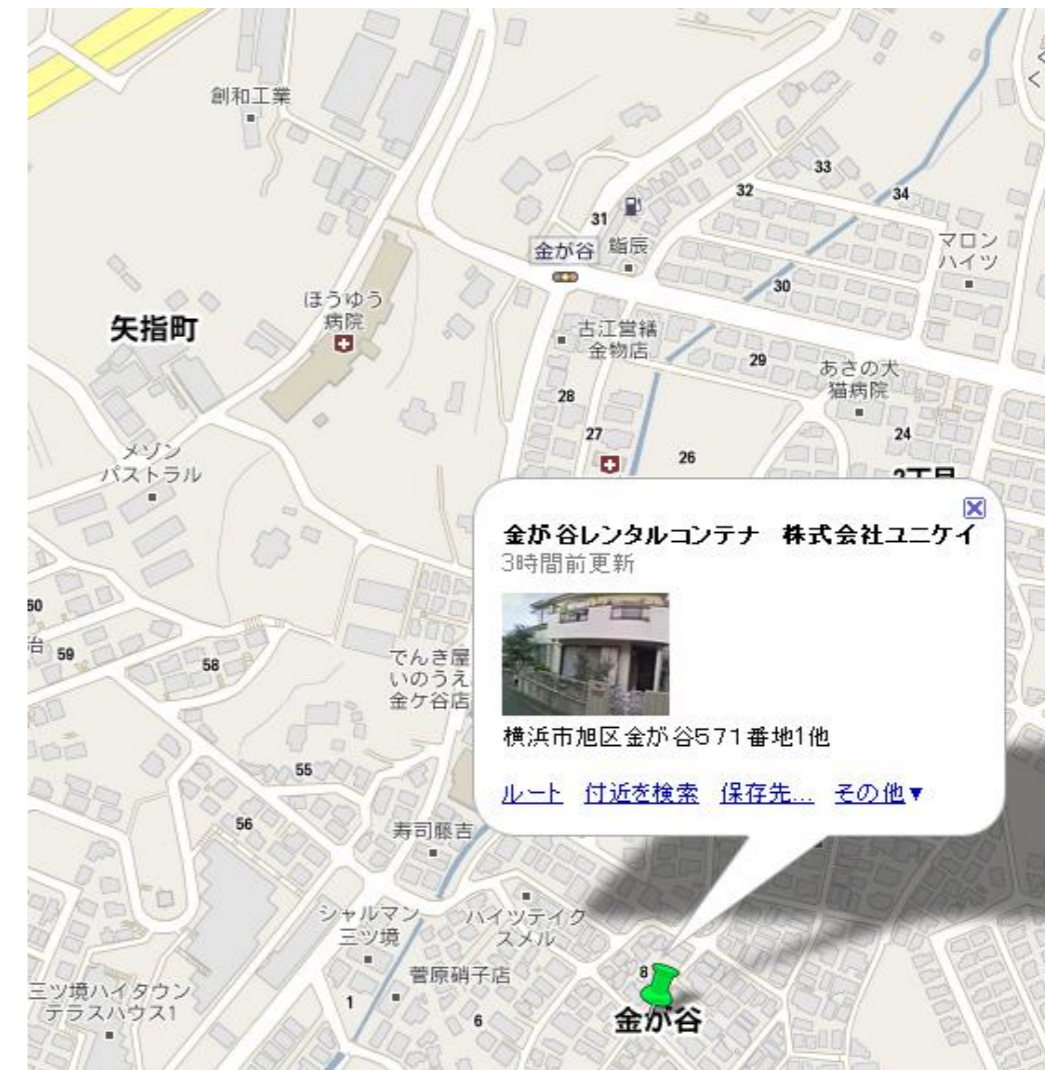 創和工業
33
32
34
31
金が谷
鮨辰
マロン
ハイツ
30
ほうゆう
病院
矢指町
古江営繕
金物店
29
あさの犬
猫病院
28
27
26
24
メゾン
パストラル
2丁目
金が谷レンタルコンテナ 株式会社ユニケイ
3時間前更新
60
治
59
58
でんき屋
いのうえ
金ケ谷店
横浜市旭区金が谷571番地1他
ルート 付近を検索 保存先... その他▼
55
56
寿司藤吉
シャルマン
三ツ境
ハイツテイク
スメル
菅原硝子店
8
三ツ境ハイタウン
テラスハウス1
1
6
金が谷